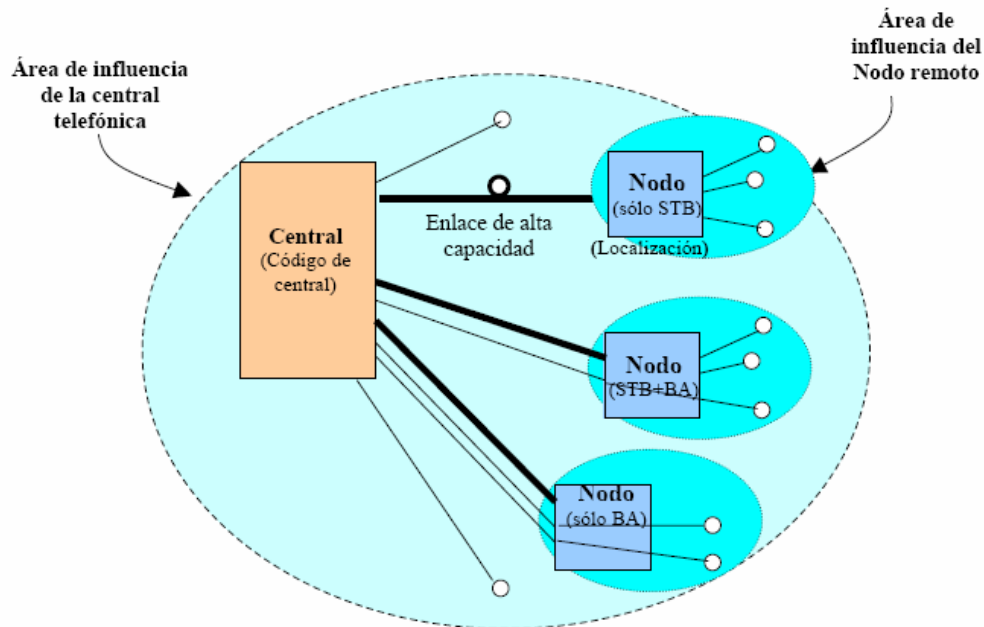 Área de influencia
de la central
telefónica
Área de
influencia del
Nodo remoto
Central
(Código de
central)
Enlace de alta
capacidad
Nodo
(sólo STB)
(Localización)
Nodo
(STB+BA)
Nodo
(sólo BA)